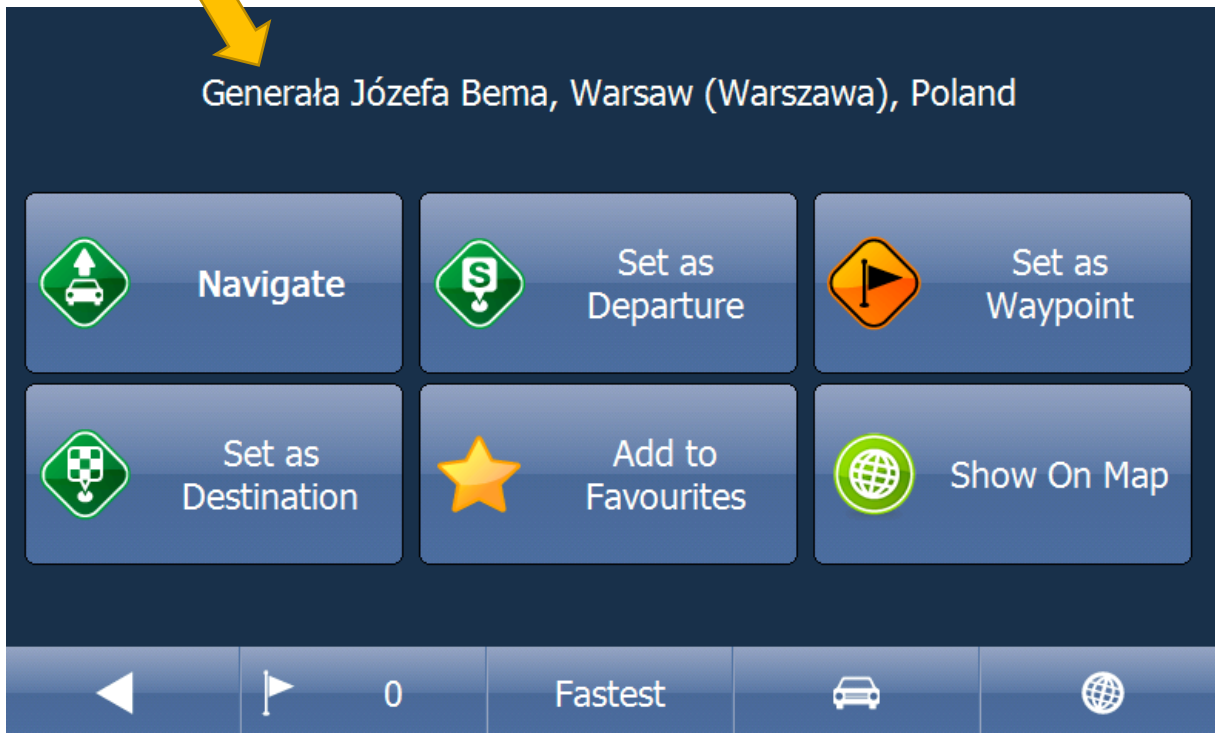 Generała Józefa Bema, Warsaw (Warszawa), Poland
Navigate
S
Set as
Departure
Set as
Waypoint
Set as
Destination
Add to
Favourites
Show On Map
0
Fastest